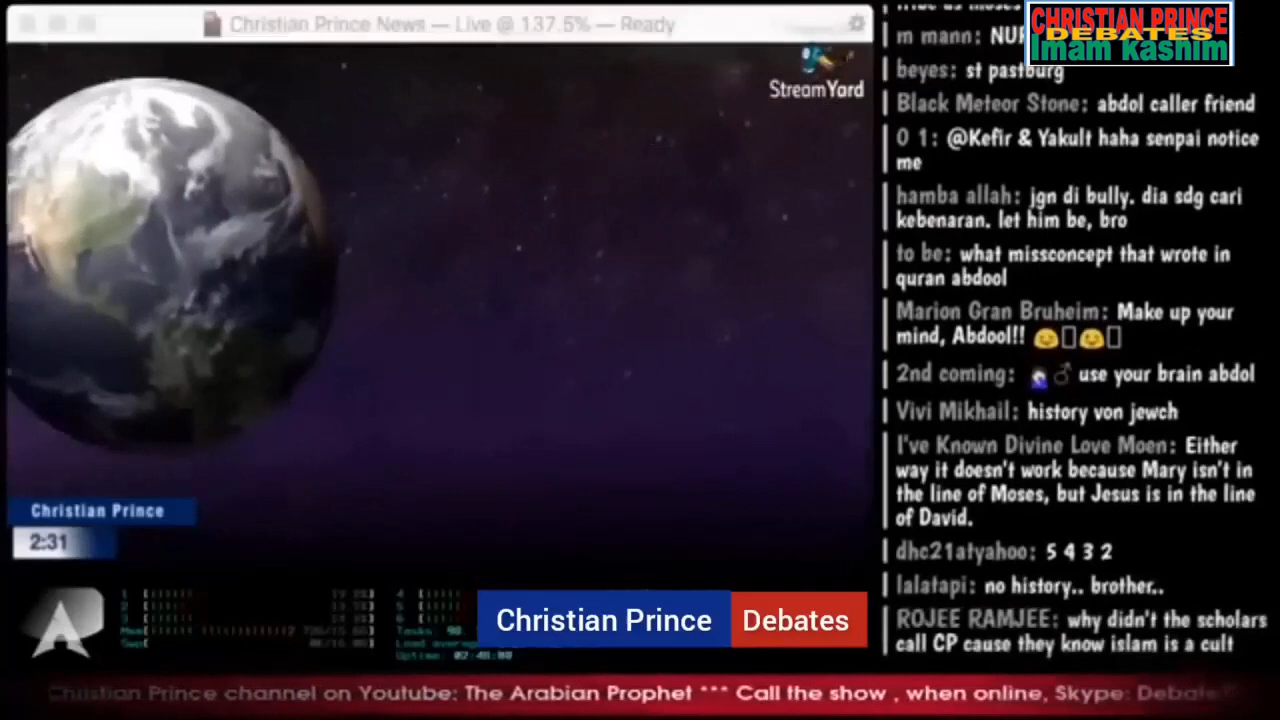 Christian Prince News — Live @ 137.5% — Ready
StreamYard
Christian Prince
2:31
Uptime: 02:48:00
Christian Prince Debates
Christian Prince channel on Youtube: The Arabian Prophet *** Call the show , when online, Skype: Debate
CHRISTIAN PRINCE
DEBATES
Imam kashim
m mann:
beyes: st pastburg
Black Meteor Stone: abdol caller friend
0 1: @Kefir & Yakult haha senpai notice
me
hamba allah: jgn di bully. dia sdg cari
kebenaran. let him be, bro
to be: what missconcept that wrote in
quran abdool
Marion Gran Bruheim: Make up your
mind, Abdool!!
2nd coming: use your brain abdol
Vivi Mikhail: history von jewch
I've Known Divine Love Moen: Either
way it doesn't work because Mary isn't in
the line of Moses, but Jesus is in the line
of David.
dhc21atyahoo: 5 4 3 2
lalatapi: no history.. brother..
ROJEE RAMJEE: why didn't the scholars
call CP cause they know islam is a cult